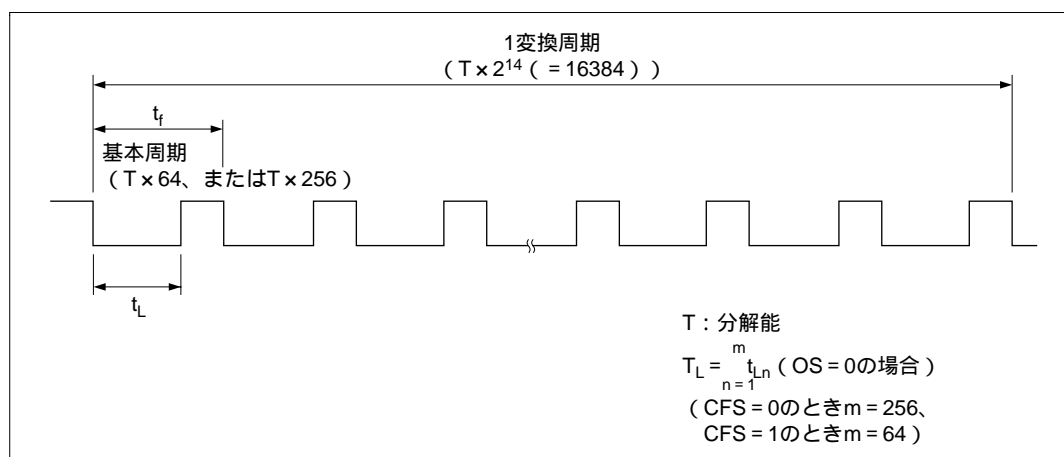 1変換周期
（T×2¹⁴（＝16384））
t_f
基本周期
（T×64、またはT×256）
t_L
T：分解能
m
T_L = t_Ln（OS＝0の場合）
n = 1
（CFS＝0のときm＝256、
CFS＝1のときm＝64）